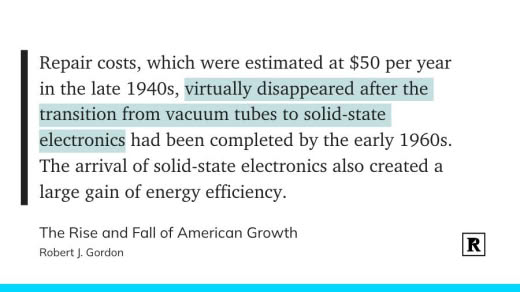 Repair costs, which were estimated at $50 per year
in the late 1940s, virtually disappeared after the
transition from vacuum tubes to solid-state
electronics had been completed by the early 1960s.
The arrival of solid-state electronics also created a
large gain of energy efficiency.
The Rise and Fall of American Growth
Robert J. Gordon
R